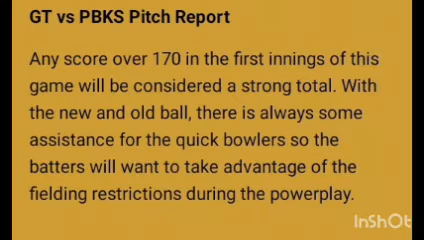 GT vs PBKS Pitch Report
Any score over 170 in the first innings of this
game will be considered a strong total. With
the new and old ball, there is always some
assistance for the quick bowlers so the
batters will want to take advantage of the
fielding restrictions during the powerplay.
InShOt